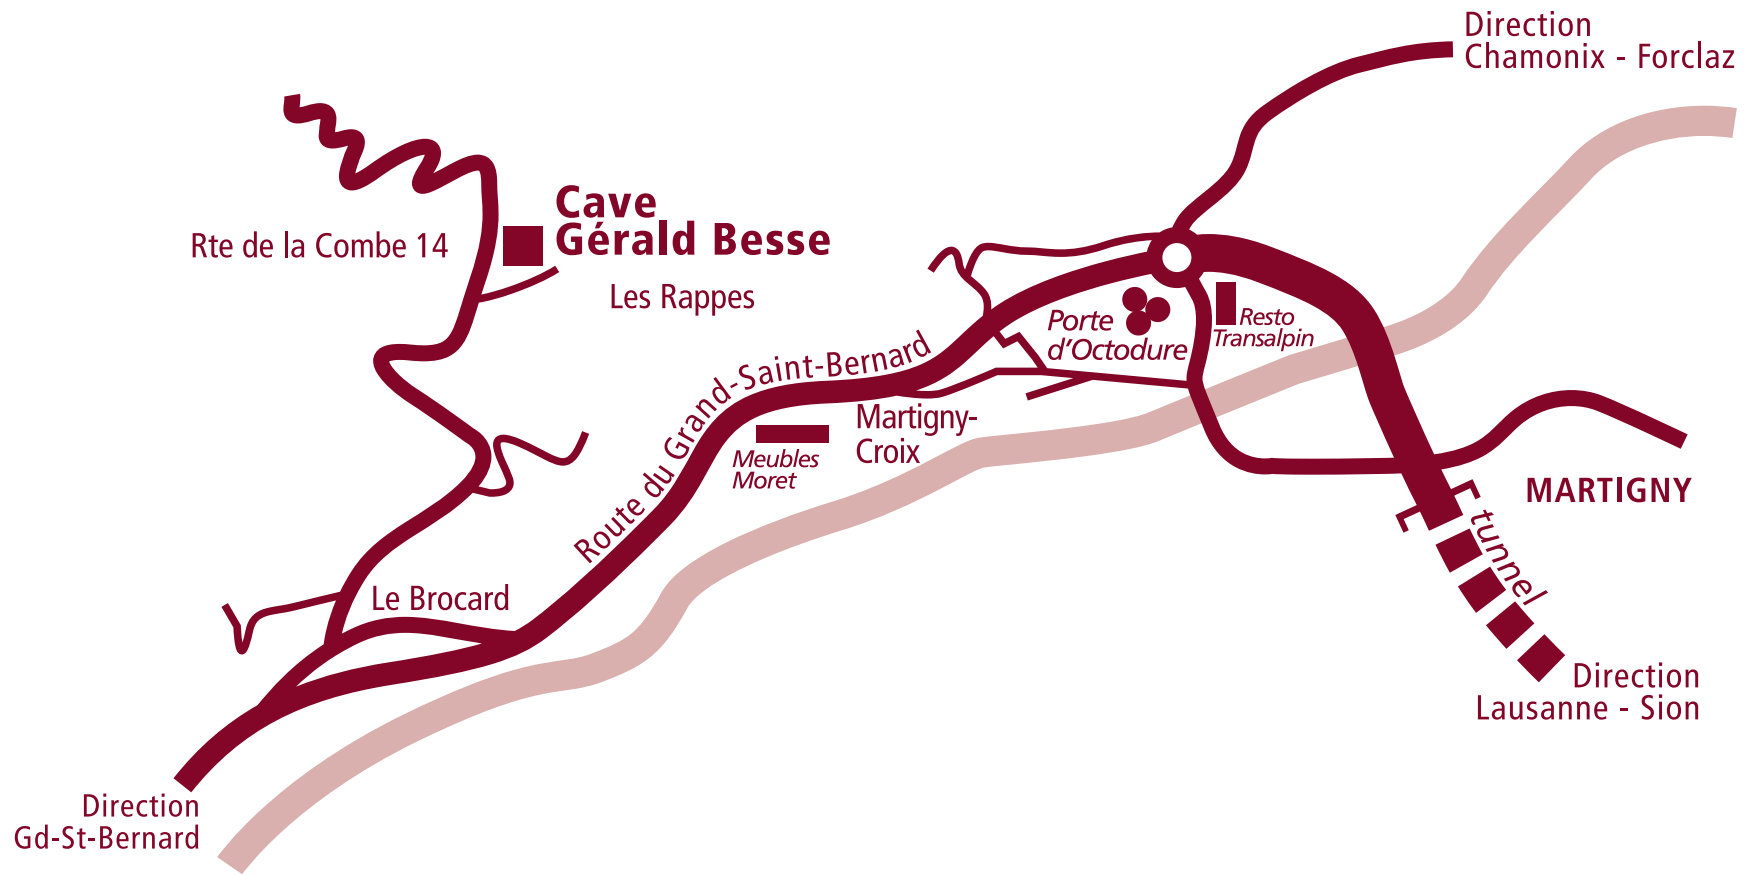 Direction
Chamonix - Forclaz
Cave
Gérald Besse
Rte de la Combe 14
Les Rappes
Porte
d'Octodure
Resto
Transalpin
Route du Grand-Saint-Bernard
Martigny-
Croix
Meubles
Moret
MARTIGNY
tunnel
Le Brocard
Direction
Lausanne - Sion
Direction
Gd-St-Bernard